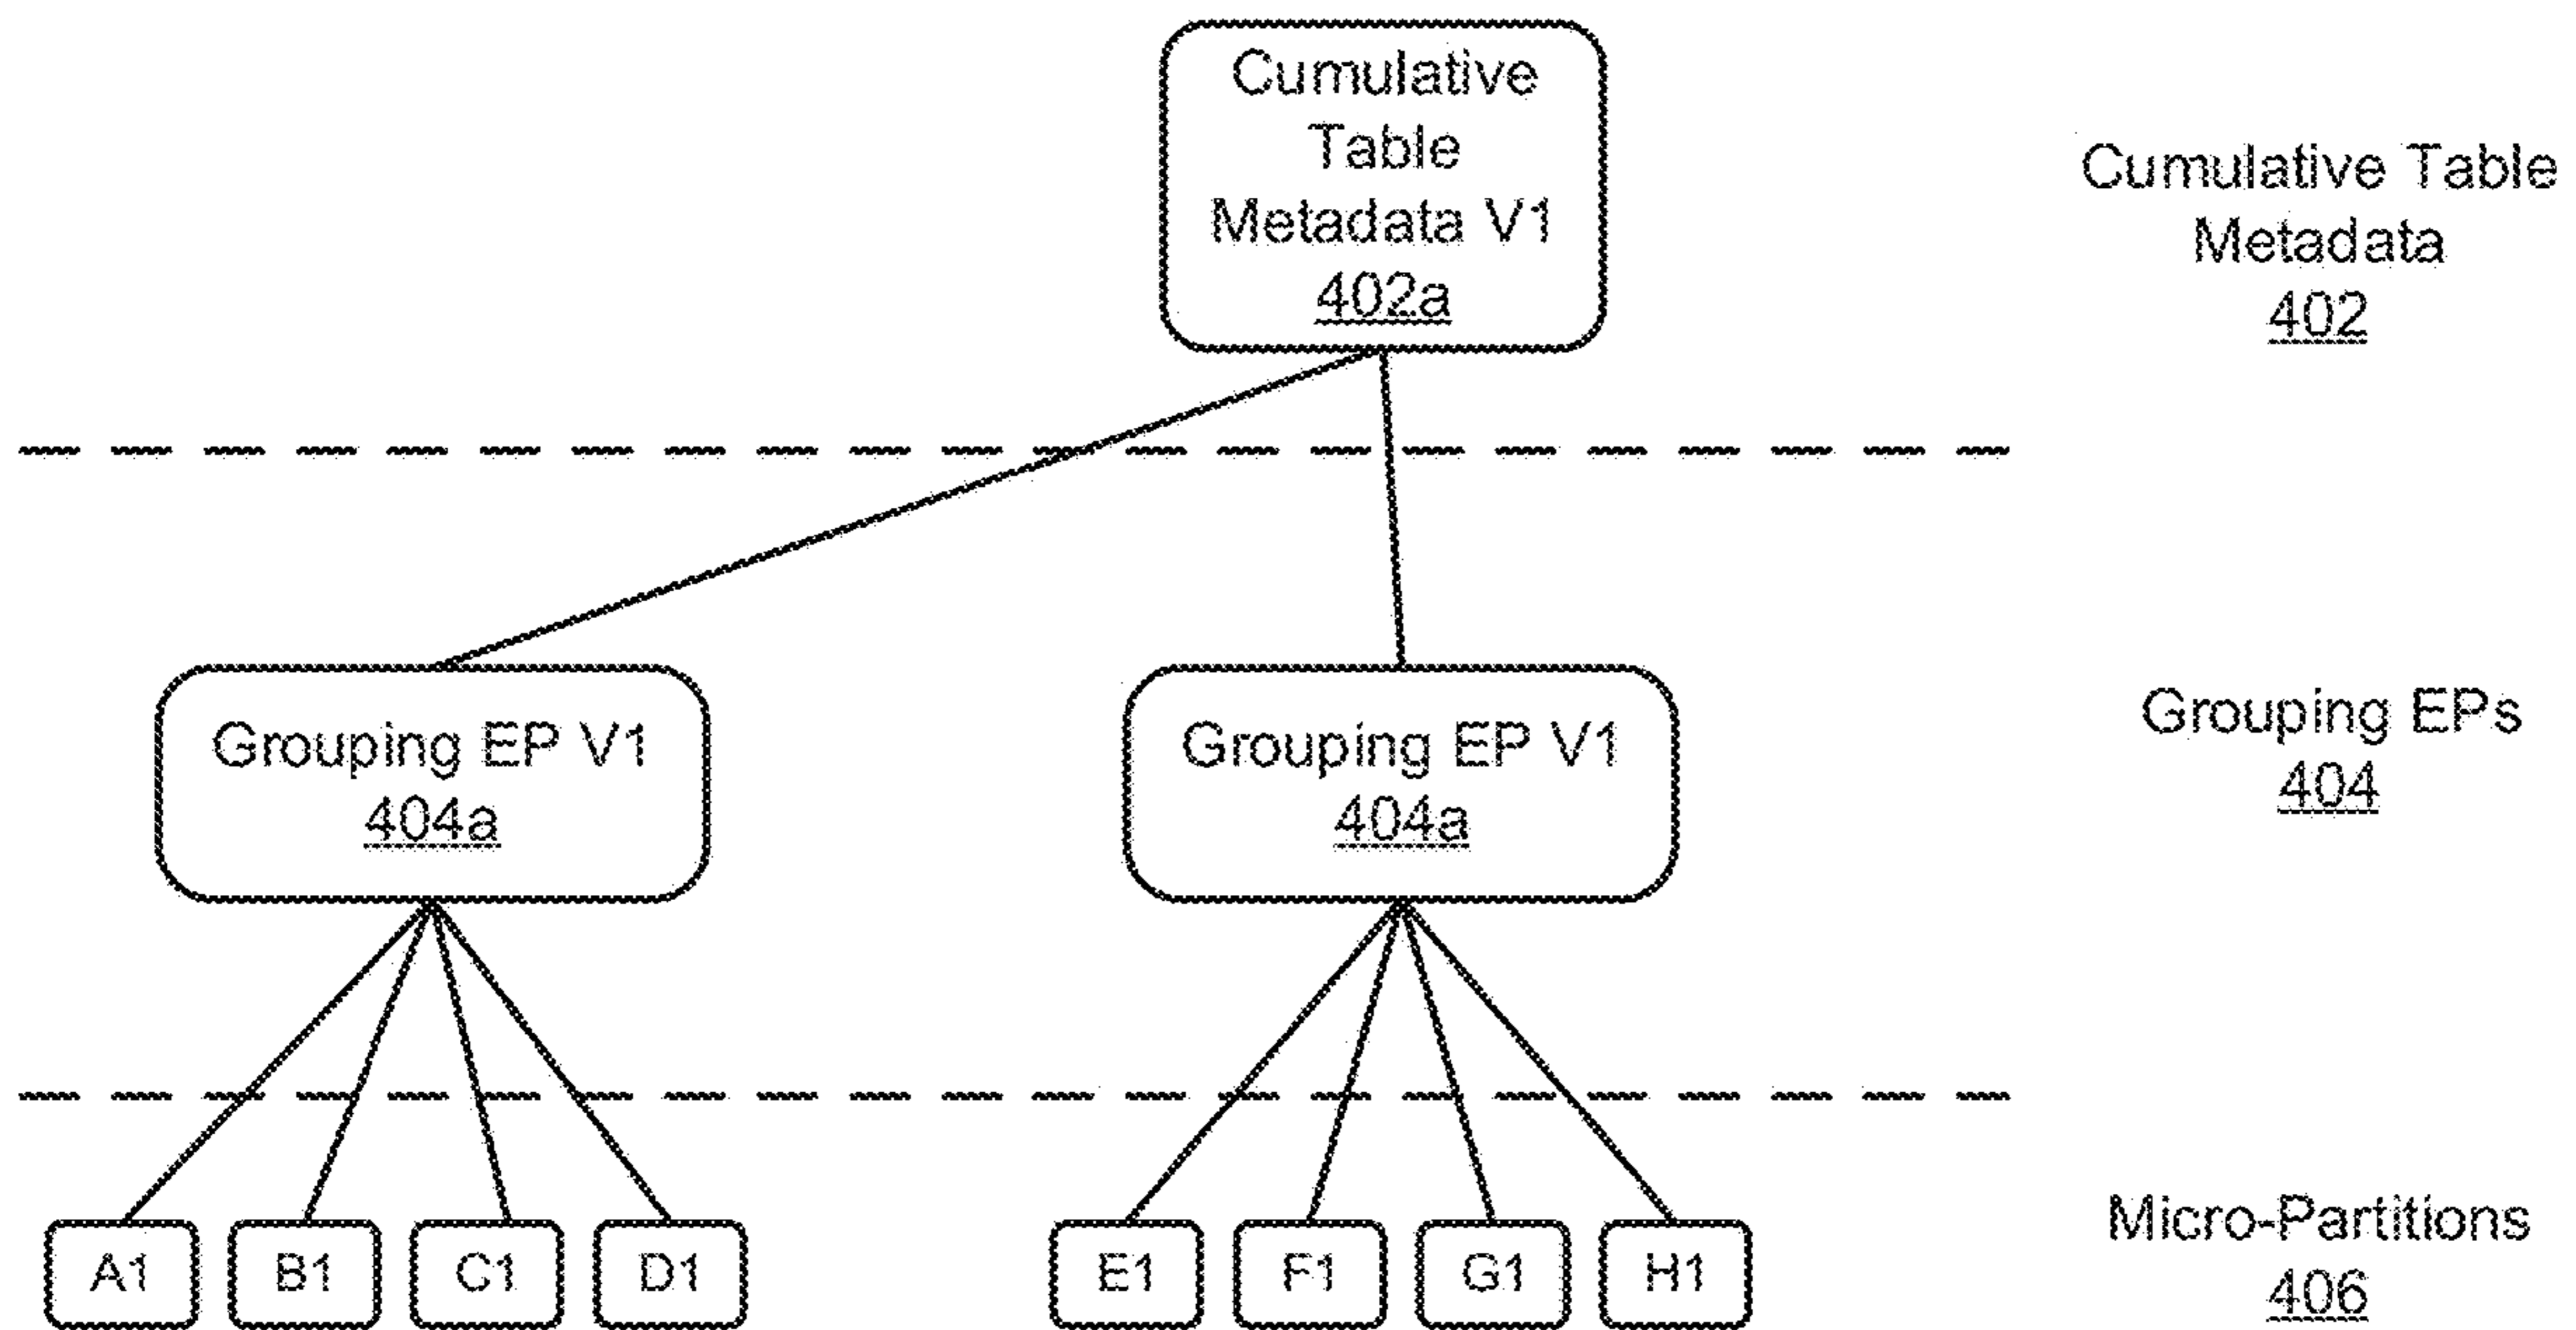 Cumulative
Table
Metadata V1
402a
Cumulative Table
Metadata
402
Grouping EP V1
404a
Grouping EP V1
404a
Grouping EPs
404
A1
B1
C1
D1
E1
F1
G1
H1
Micro-Partitions
406